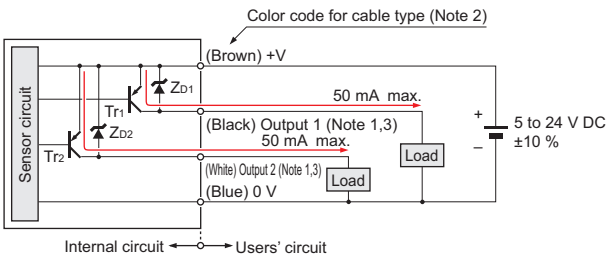 Color code for cable type (Note 2)
(Brown) +V
ZD1
50 mA max.
Tr1
(Black) Output 1 (Note 1,3)
+
5 to 24 V DC
±10 %
–
Sensor circuit
ZD2
50 mA max.
Load
Tr2
(White) Output 2 (Note 1,3)
Load
(Blue) 0 V
Internal circuit
Users' circuit